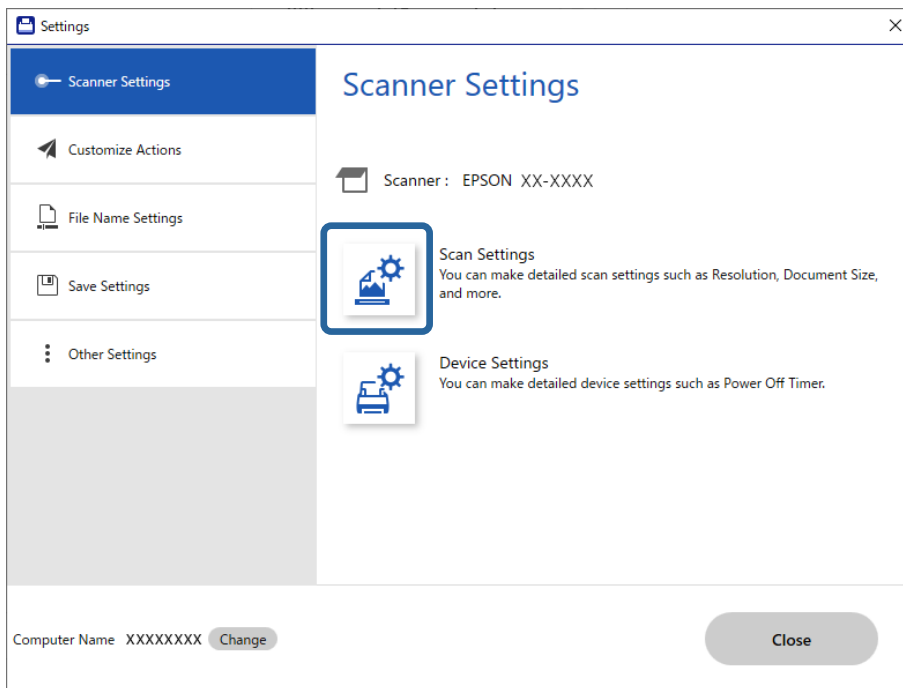 Settings
Scanner Settings
Customize Actions
File Name Settings
Save Settings
Other Settings
Scanner Settings
Scanner : EPSON XX-XXXX
Scan Settings
You can make detailed scan settings such as Resolution, Document Size,
and more.
Device Settings
You can make detailed device settings such as Power Off Timer.
Computer Name XXXXXXXX Change
Close